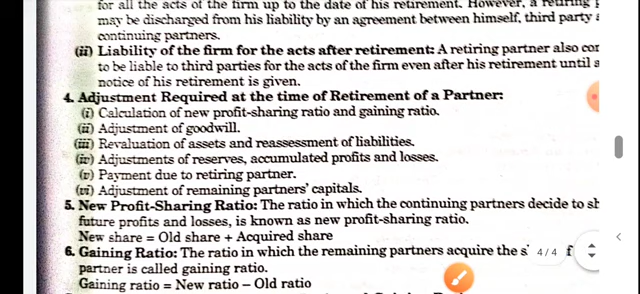 for all the acts of the firm up to the date of his retirement. However, a retiring
may be discharged from his liability by an agreement between himself, third party
continuing partners.
(ii) Liability of the firm for the acts after retirement: A retiring partner also cor
to be liable to third parties for the acts of the firm even after his retirement until
notice of his retirement is given.
4. Adjustment Required at the time of Retirement of a Partner:
(i) Calculation of new profit-sharing ratio and gaining ratio.
(ii) Adjustment of goodwill.
(iii) Revaluation of assets and reassessment of liabilities.
(iv) Adjustments of reserves, accumulated profits and losses.
(v) Payment due to retiring partner.
(vi) Adjustment of remaining partners' capitals.
5. New Profit-Sharing Ratio: The ratio in which the continuing partners decide to sh
future profits and losses, is known as new profit-sharing ratio.
New share = Old share + Acquired share
6. Gaining Ratio: The ratio in which the remaining partners acquire the s f
4/4
partner is called gaining ratio.
Gaining ratio = New ratio – Old ratio